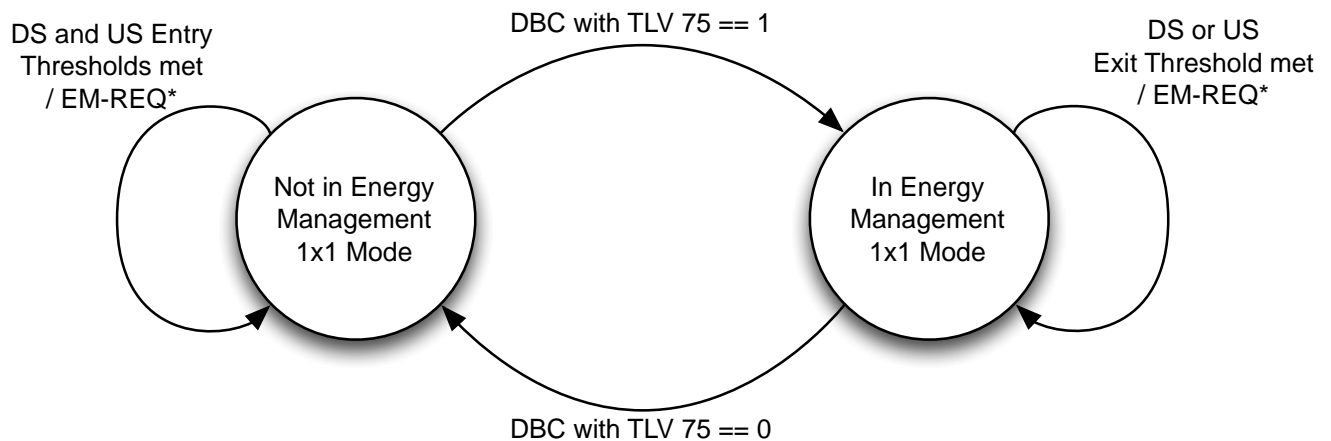 DBC with TLV 75 == 1
DS and US Entry
Thresholds met
/ EM-REQ*
DS or US
Exit Threshold met
/ EM-REQ*
Not in Energy
Management
1x1 Mode
In Energy
Management
1x1 Mode
DBC with TLV 75 == 0